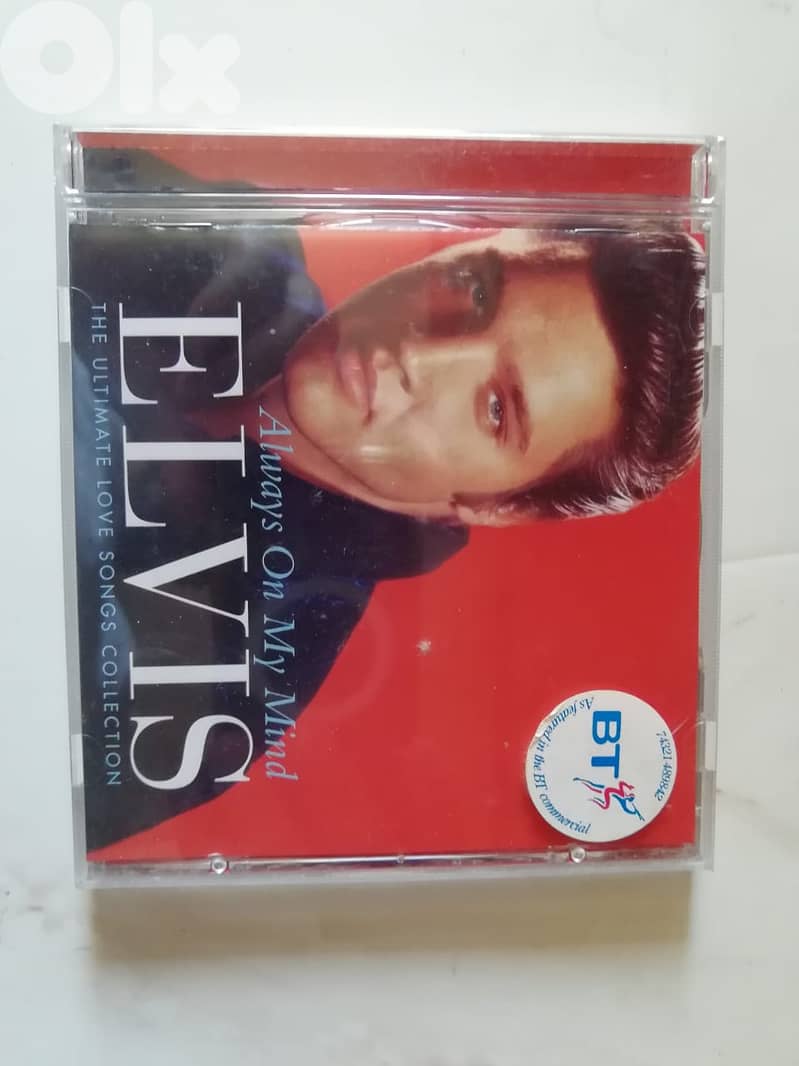 olx
Always On My Mind
ELVIS
THE ULTIMATE LOVE SONGS COLLECTION
74321 489842
BT
As featured in the BT commercial